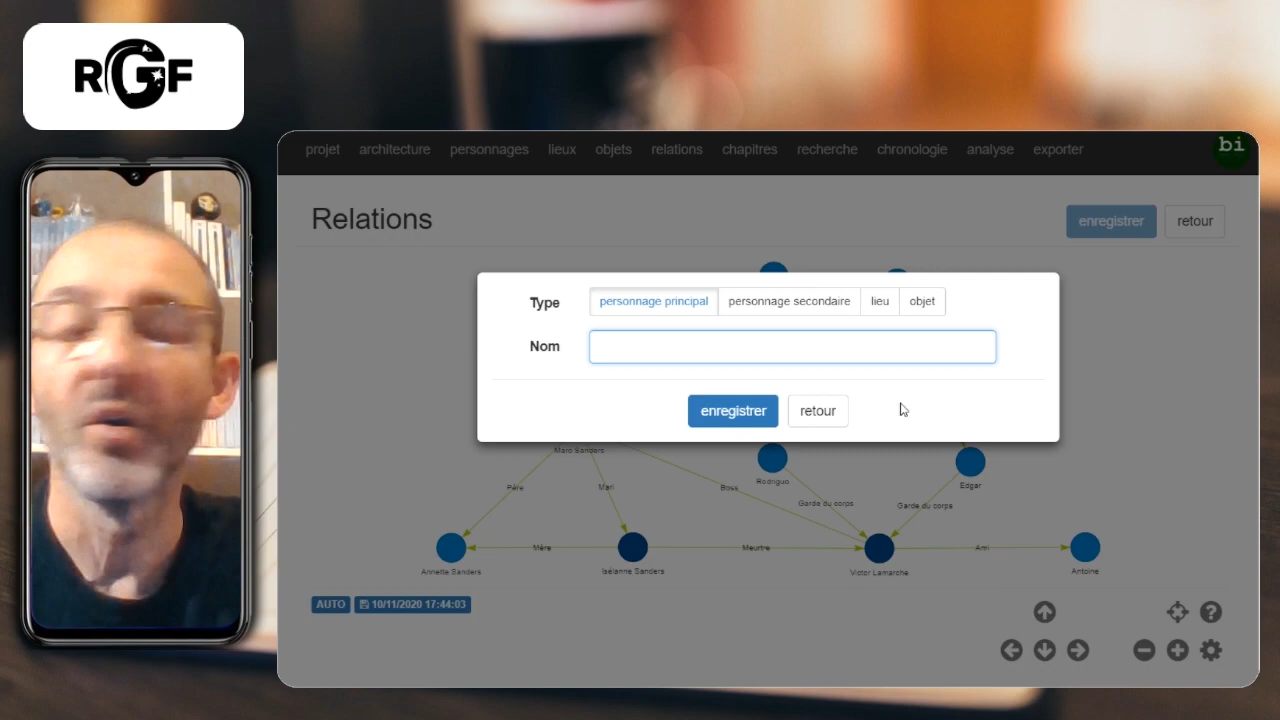 RGF
projet architecture personnages lieux objets relations chapitres recherche chronologie analyse exporter bi
Relations
enregistrer retour
Type personnage principal personnage secondaire lieu objet
Nom
enregistrer retour
Marc Sanders
Rodriguo
Edgar
Père Mari Boss
Garde du corps Garde du corps
Mère Meurtre Ami
Annette Sanders Isélanne Sanders Victor Lamarche Antoine
AUTO 10/11/2020 17:44:03